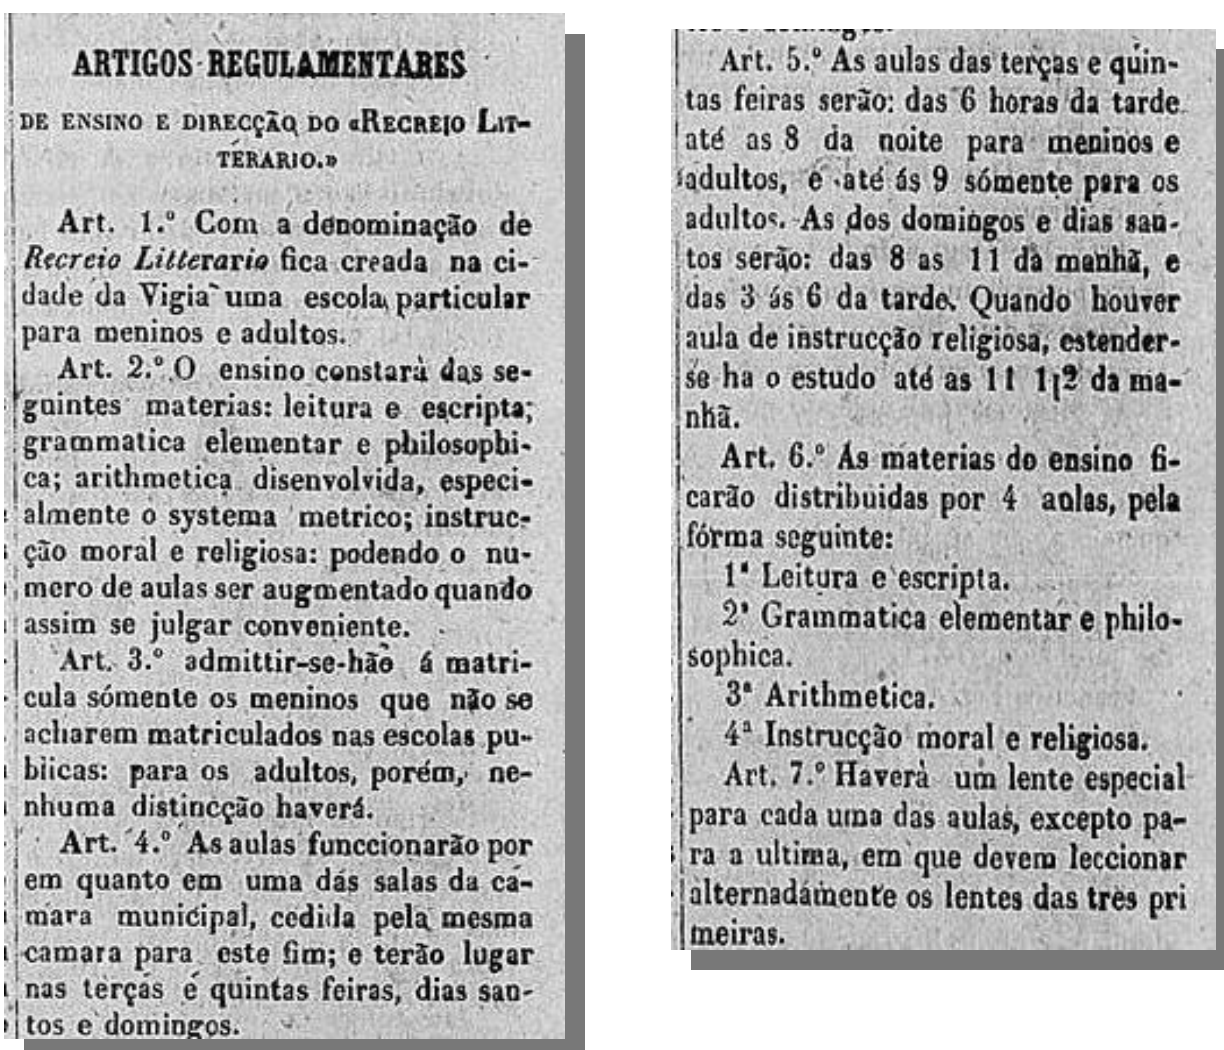 ARTIGOS REGULAMENTARES
DE ENSINO E DIRECÇÃO DO «RECREIO LIT-
TERARIO.»
Art. 1.º Com a denominação de
Recreio Litterario fica creada na ci-
dade da Vigia uma escola particular
para meninos e adultos.
Art. 2.º O ensino constará das se-
guintes materias: leitura e escripta;
grammatica elementar e philosophi-
ca; arithmetica disenvolvida, especi-
almente o systema metrico; instruc-
ção moral e religiosa: podendo o nu-
mero de aulas ser augmentado quando
assim se julgar conveniente.
Art. 3.º admittir-se-hão á matri-
cula sómente os meninos que não se
acharem matriculados nas escolas pu-
blicas: para os adultos, porém, ne-
nhuma distincção haverá.
Art. 4.º As aulas funccionarão por
em quanto em uma das salas da ca-
mara municipal, cedida pela mesma
camara para este fim; e terão lugar
nas terças e quintas feiras, dias san-
tos e domingos.
Art. 5.º As aulas das terças e quin-
tas feiras serão: das 6 horas da tarde
até as 8 da noite para meninos e
adultos, e até ás 9 sómente para os
adultos. As dos domingos e dias san-
tos serão: das 8 as 11 da manhã, e
das 3 ás 6 da tarde. Quando houver
aula de instrucção religiosa, estender-
se ha o estudo até as 11 1|2 da ma-
nhã.
Art. 6.º As materias do ensino fi-
carão distribuidas por 4 aulas, pela
fórma seguinte:
1ª Leitura e escripta.
2ª Grammatica elementar e philo-
sophica.
3ª Arithmetica.
4ª Instrucção moral e religiosa.
Art. 7.º Haverà um lente especial
para cada uma das aulas, excepto pa-
ra a ultima, em que devem leccionar
alternadamente os lentes das tres pri
meiras.